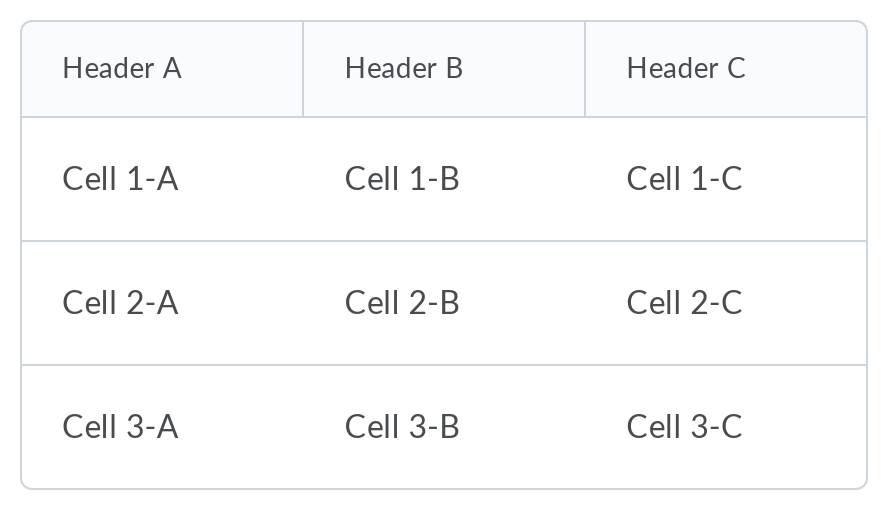 Header A Header B Header C
Cell 1-A Cell 1-B Cell 1-C
Cell 2-A Cell 2-B Cell 2-C
Cell 3-A Cell 3-B Cell 3-C